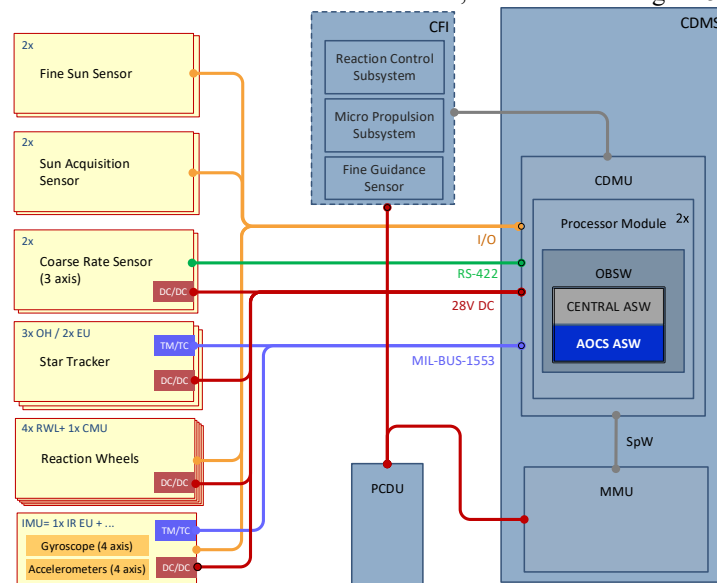 CFI
CDMS
2x
Fine Sun Sensor
Reaction Control
Subsystem
Micro Propulsion
Subsystem
Fine Guidance
Sensor
2x
Sun Acquisition
Sensor
CDMU
Processor Module 2x
I/O
2x
Coarse Rate Sensor
(3 axis)
DC/DC
RS-422
28V DC
OBSW
CENTRAL ASW
AOCS ASW
3x OH / 2x EU
TM/TC
Star Tracker
DC/DC
MIL-BUS-1553
4x RWL+ 1x CMU
Reaction Wheels
DC/DC
SpW
PCDU
MMU
IMU= 1x IR EU + ...
TM/TC
Gyroscope (4 axis)
Accelerometers (4 axis)
DC/DC